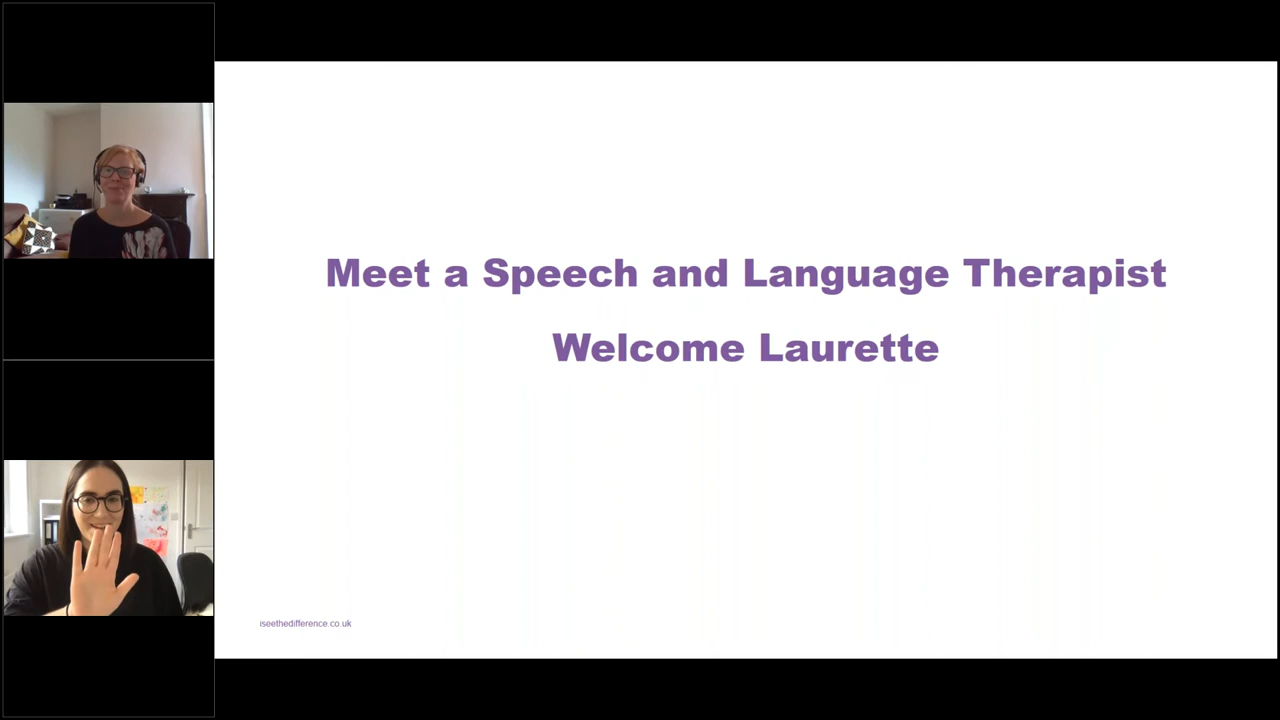 Meet a Speech and Language Therapist
Welcome Laurette
iseethedifference.co.uk